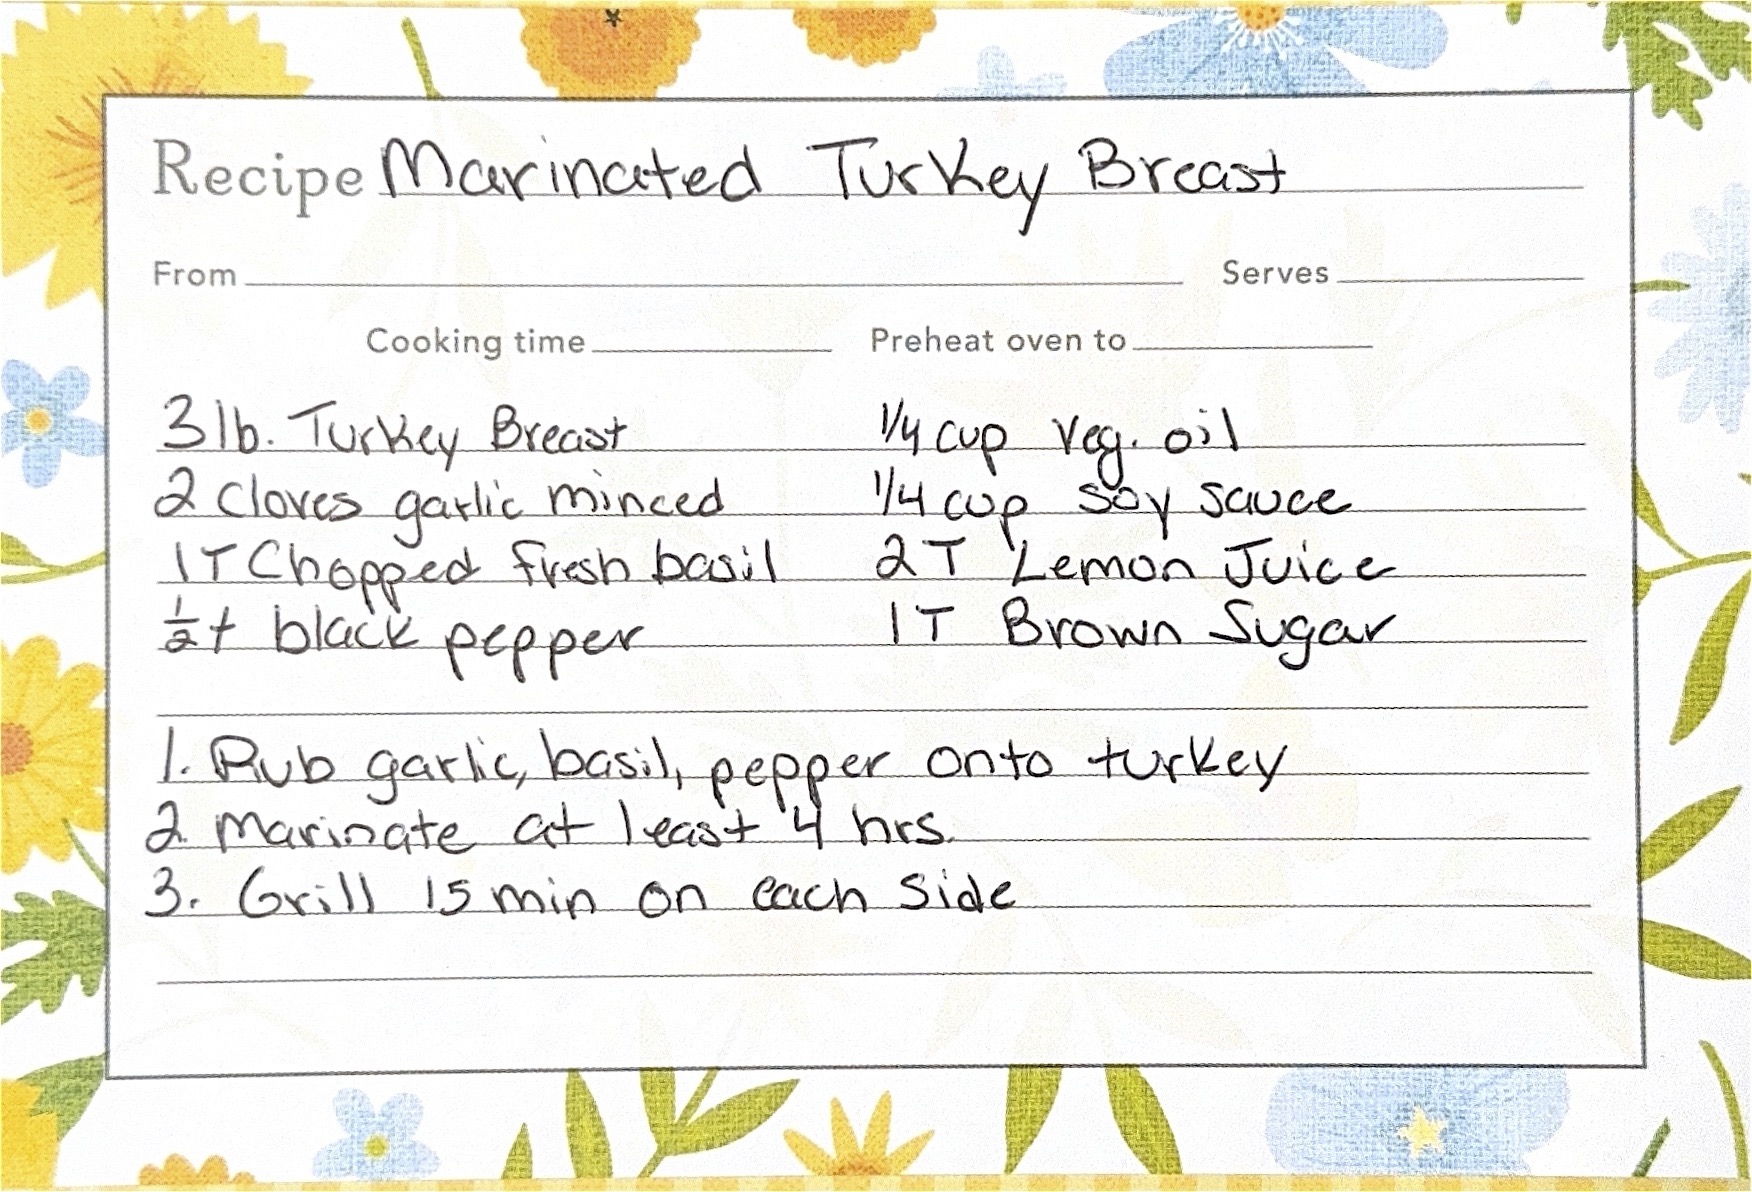 Recipe Marinated Turkey Breast
From Serves
Cooking time Preheat oven to
3 lb. Turkey Breast 1/4 cup veg. oil
2 Cloves garlic minced 1/4 cup soy sauce
1T Chopped fresh basil 2 T Lemon Juice
1/2 t black pepper 1T Brown Sugar
1. Rub garlic, basil, pepper onto turkey
2. Marinate at least 4 hrs.
3. Grill 15 min on each side